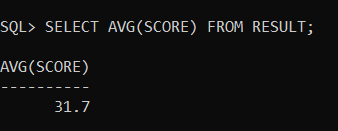 SQL> SELECT AVG(SCORE) FROM RESULT;
AVG(SCORE)
----------
31.7